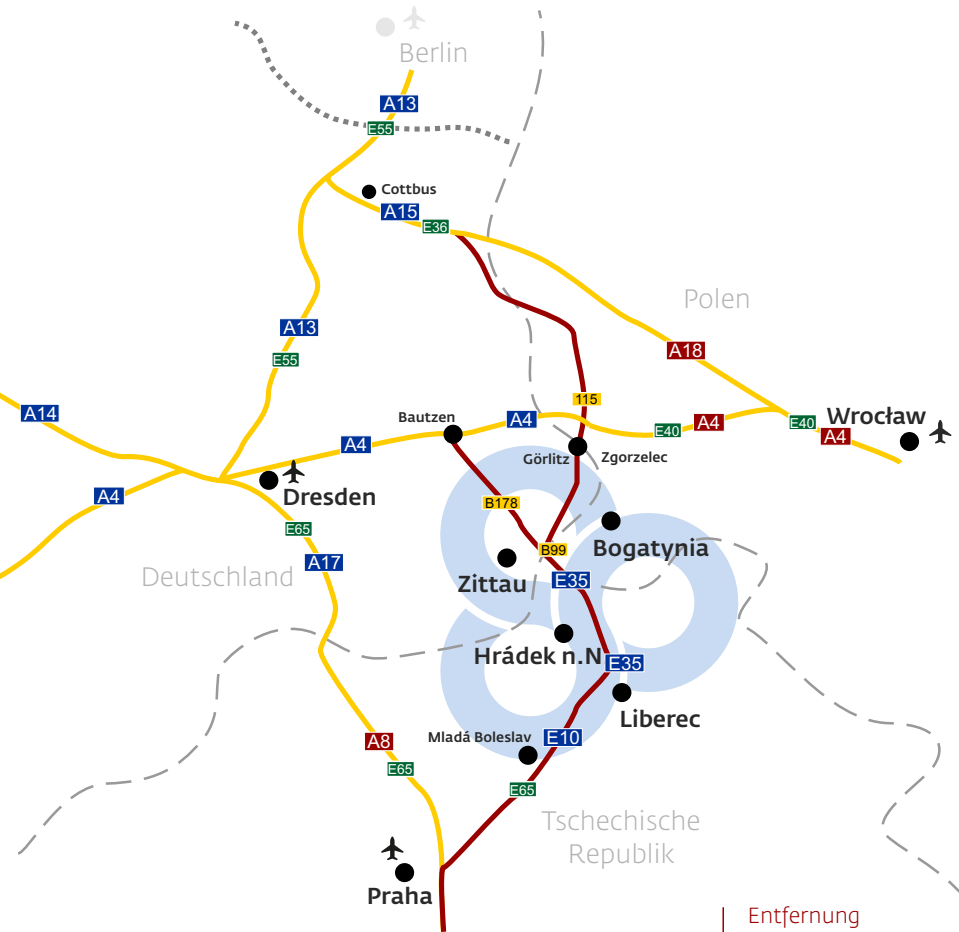 Berlin
A13
E55
Cottbus
A15
E36
Polen
A13
E55
A18
A14
Bautzen
A4
115
A4
E40
A4
E40
Wrocław
A4
Görlitz
Zgorzelec
A4
Dresden
A4
B178
E65
Bogatynia
B99
A17
Deutschland
Zittau
E35
Hrádek n.N
E35
Liberec
A8
Mladá Boleslav
E10
E65
E65
Tschechische
Republik
Praha
Entfernung